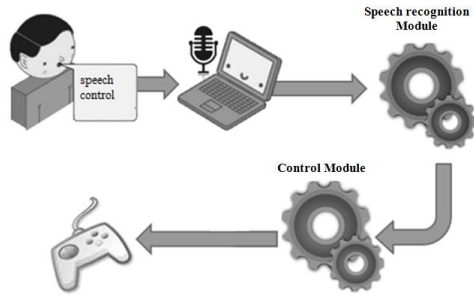 Speech recognition
Module
speech
control
Control Module